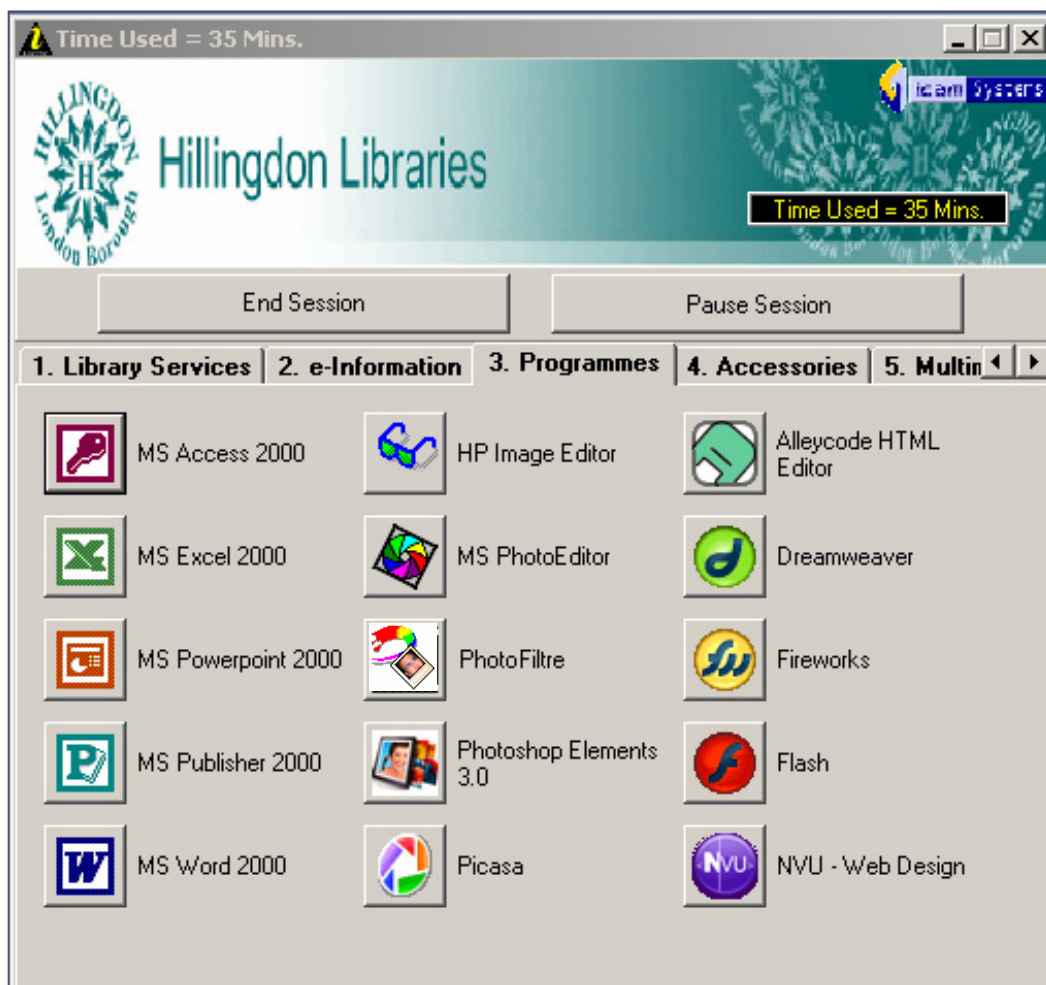 Time Used = 35 Mins.
HILLINGDON
H
London Borough
Hillingdon Libraries
Systems
Time Used = 35 Mins.
End Session
Pause Session
1. Library Services
2. e-Information
3. Programmes
4. Accessories
5. Multim
MS Access 2000
HP Image Editor
Alleycode HTML
Editor
MS Excel 2000
MS PhotoEditor
Dreamweaver
MS Powerpoint 2000
PhotoFiltre
Fireworks
MS Publisher 2000
Photoshop Elements
3.0
Flash
MS Word 2000
Picasa
NVU
NVU - Web Design